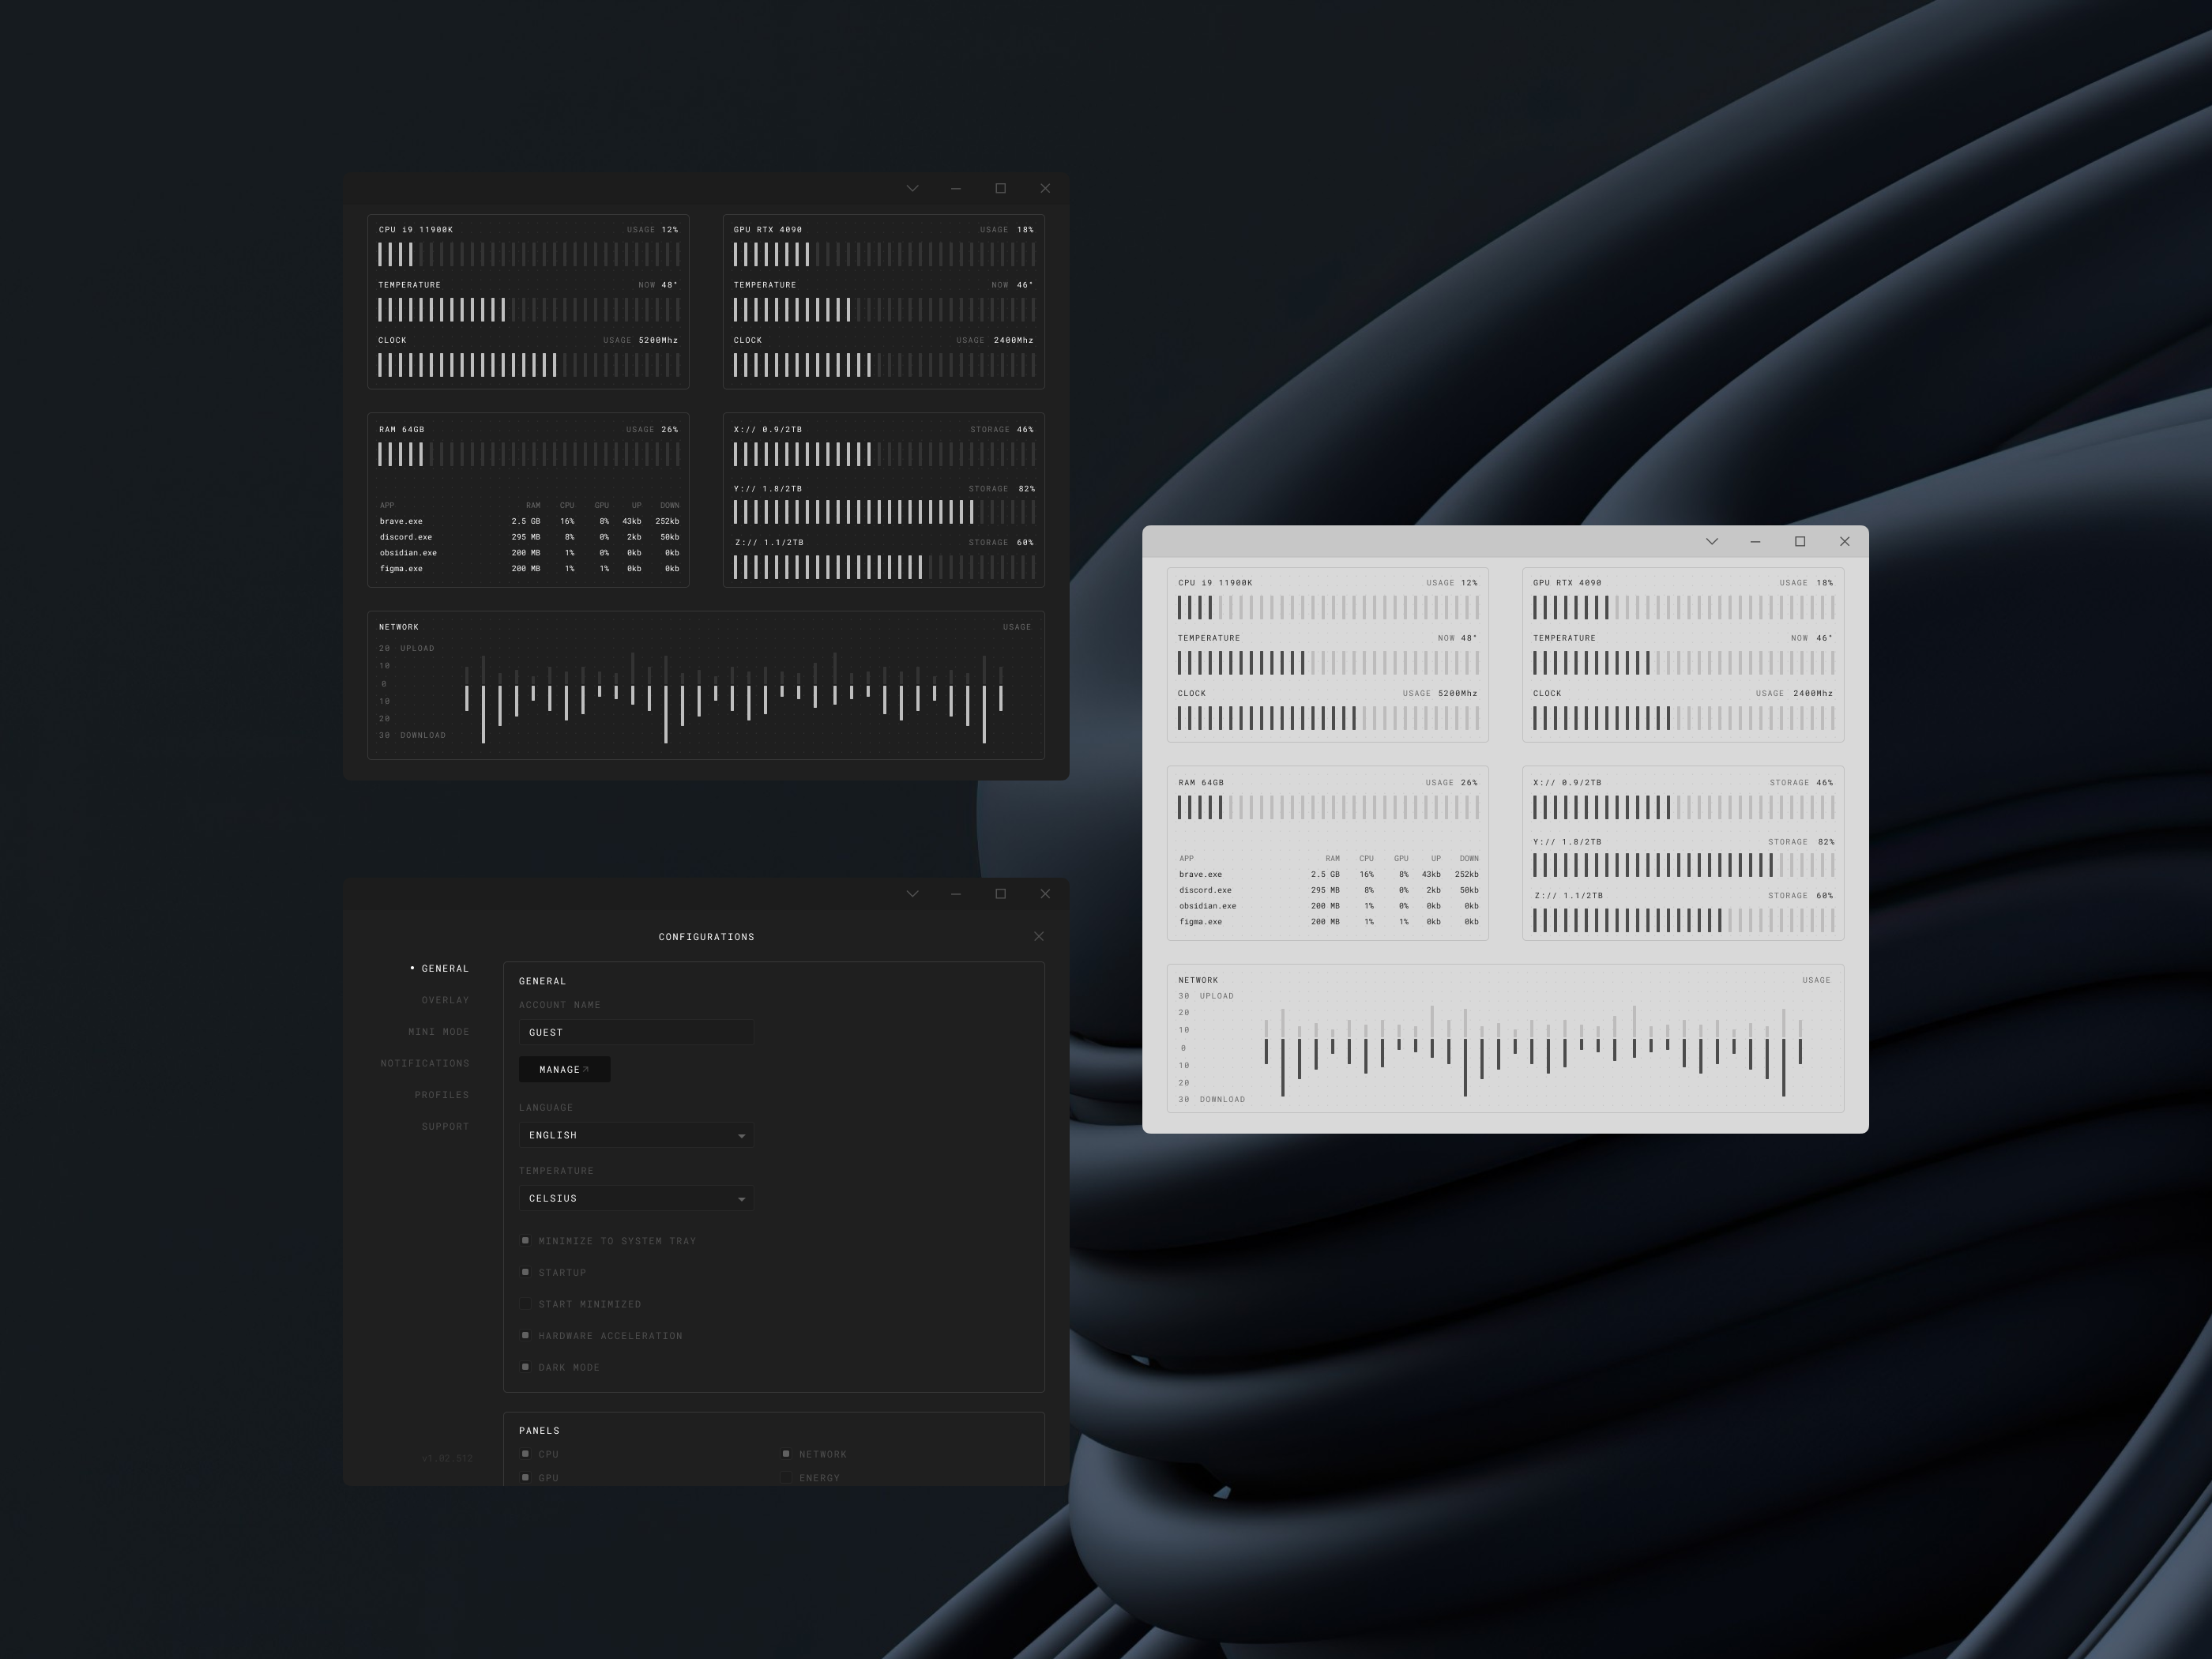 CPU i9 11900K USAGE 12%
TEMPERATURE NOW 48°
CLOCK USAGE 5200Mhz
GPU RTX 4090 USAGE 18%
TEMPERATURE NOW 46°
CLOCK USAGE 2400Mhz
RAM 64GB USAGE 26%
APP RAM CPU GPU UP DOWN
brave.exe 2.5 GB 16% 8% 43kb 252kb
discord.exe 295 MB 8% 0% 2kb 50kb
obsidian.exe 200 MB 1% 0% 0kb 0kb
figma.exe 200 MB 1% 1% 0kb 0kb
X:// 0.9/2TB STORAGE 46%
Y:// 1.8/2TB STORAGE 82%
Z:// 1.1/2TB STORAGE 60%
NETWORK USAGE
20 UPLOAD
10
0
10
20
30 DOWNLOAD
CONFIGURATIONS
• GENERAL
OVERLAY
MINI MODE
NOTIFICATIONS
PROFILES
SUPPORT
v1.02.512
GENERAL
ACCOUNT NAME
GUEST
MANAGE
LANGUAGE
ENGLISH
TEMPERATURE
CELSIUS
MINIMIZE TO SYSTEM TRAY
STARTUP
START MINIMIZED
HARDWARE ACCELERATION
DARK MODE
PANELS
CPU NETWORK
GPU ENERGY
CPU i9 11900K USAGE 12%
TEMPERATURE NOW 48°
CLOCK USAGE 5200Mhz
GPU RTX 4090 USAGE 18%
TEMPERATURE NOW 46°
CLOCK USAGE 2400Mhz
RAM 64GB USAGE 26%
APP RAM CPU GPU UP DOWN
brave.exe 2.5 GB 16% 8% 43kb 252kb
discord.exe 295 MB 8% 0% 2kb 50kb
obsidian.exe 200 MB 1% 0% 0kb 0kb
figma.exe 200 MB 1% 1% 0kb 0kb
X:// 0.9/2TB STORAGE 46%
Y:// 1.8/2TB STORAGE 82%
Z:// 1.1/2TB STORAGE 60%
NETWORK USAGE
30 UPLOAD
20
10
0
10
20
30 DOWNLOAD